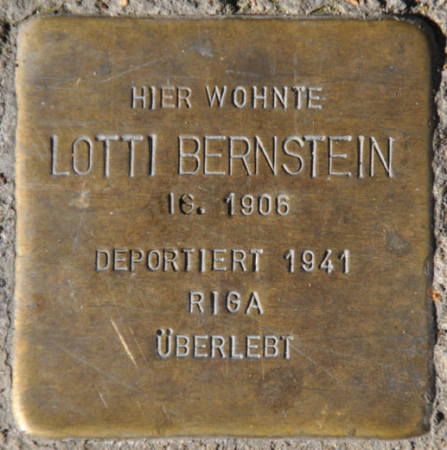 HIER WOHNTE
LOTTI BERNSTEIN
JG. 1906
DEPORTIERT 1941
RIGA
ÜBERLEBT